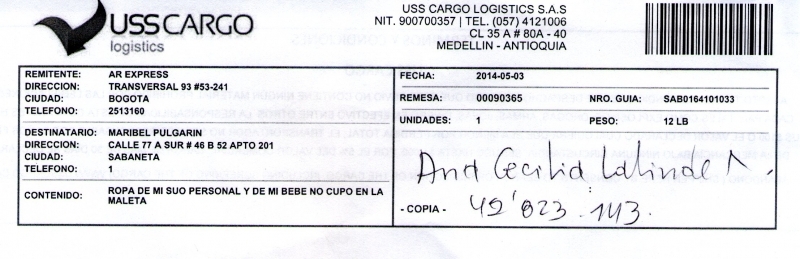 USSCARGO
logistics
USS CARGO LOGISTICS S.A.S
NIT. 900700357 | TEL. (057) 4121006
CL 35 A # 80A - 40
MEDELLIN - ANTIOQUIA
REMITENTE: AR EXPRESS
DIRECCION: TRANSVERSAL 93 #53-241
CIUDAD: BOGOTA
TELEFONO: 2513160
DESTINATARIO: MARIBEL PULGARIN
DIRECCION: CALLE 77 A SUR # 46 B 52 APTO 201
CIUDAD: SABANETA
TELEFONO: 1
CONTENIDO: ROPA DE MI SUO PERSONAL Y DE MI BEBE NO CUPO EN LA
MALETA
FECHA: 2014-05-03
REMESA: 00090365 NRO. GUIA: SAB0164101033
UNIDADES: 1 PESO: 12 LB
Ana Cecilia Lalinde N.
- COPIA - 42'823.143.